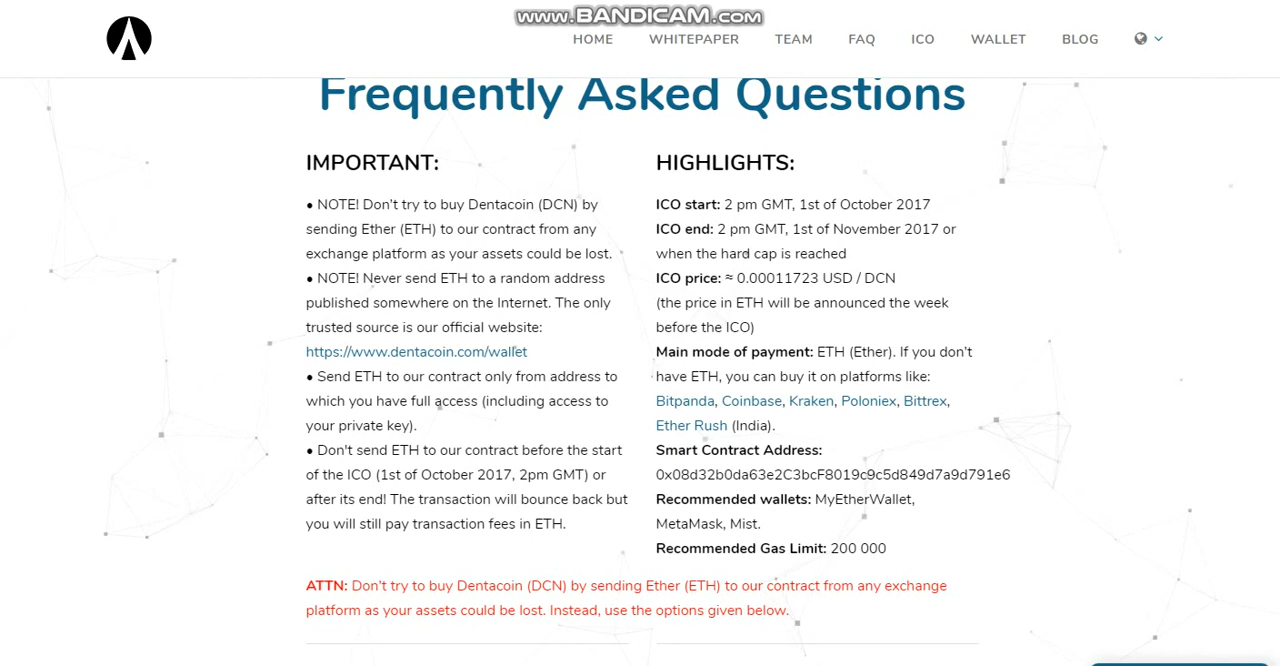 www.BANDICAM.com
HOME WHITEPAPER TEAM FAQ ICO WALLET BLOG
Frequently Asked Questions
IMPORTANT:
• NOTE! Don't try to buy Dentacoin (DCN) by
sending Ether (ETH) to our contract from any
exchange platform as your assets could be lost.
• NOTE! Never send ETH to a random address
published somewhere on the Internet. The only
trusted source is our official website:
https://www.dentacoin.com/wallet
• Send ETH to our contract only from address to
which you have full access (including access to
your private key).
• Don't send ETH to our contract before the start
of the ICO (1st of October 2017, 2pm GMT) or
after its end! The transaction will bounce back but
you will still pay transaction fees in ETH.
HIGHLIGHTS:
ICO start: 2 pm GMT, 1st of October 2017
ICO end: 2 pm GMT, 1st of November 2017 or
when the hard cap is reached
ICO price: ≈ 0.00011723 USD / DCN
(the price in ETH will be announced the week
before the ICO)
Main mode of payment: ETH (Ether). If you don't
have ETH, you can buy it on platforms like:
Bitpanda, Coinbase, Kraken, Poloniex, Bittrex,
Ether Rush (India).
Smart Contract Address:
0x08d32b0da63e2C3bcF8019c9c5d849d7a9d791e6
Recommended wallets: MyEtherWallet,
MetaMask, Mist.
Recommended Gas Limit: 200 000
ATTN: Don't try to buy Dentacoin (DCN) by sending Ether (ETH) to our contract from any exchange
platform as your assets could be lost. Instead, use the options given below.